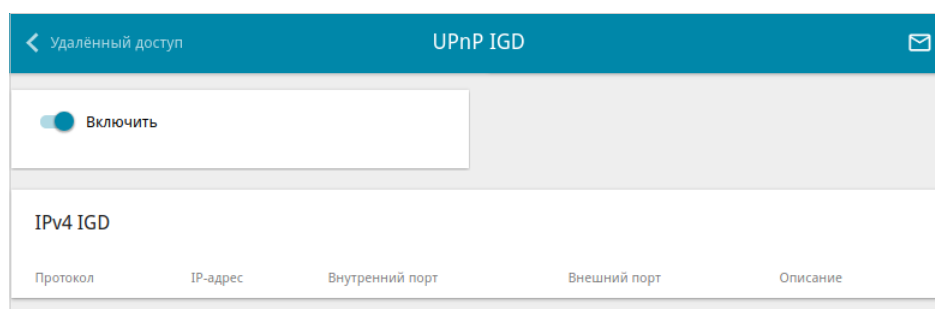 Удалённый доступ UPnP IGD
Включить
IPv4 IGD
Протокол IP-адрес Внутренний порт Внешний порт Описание